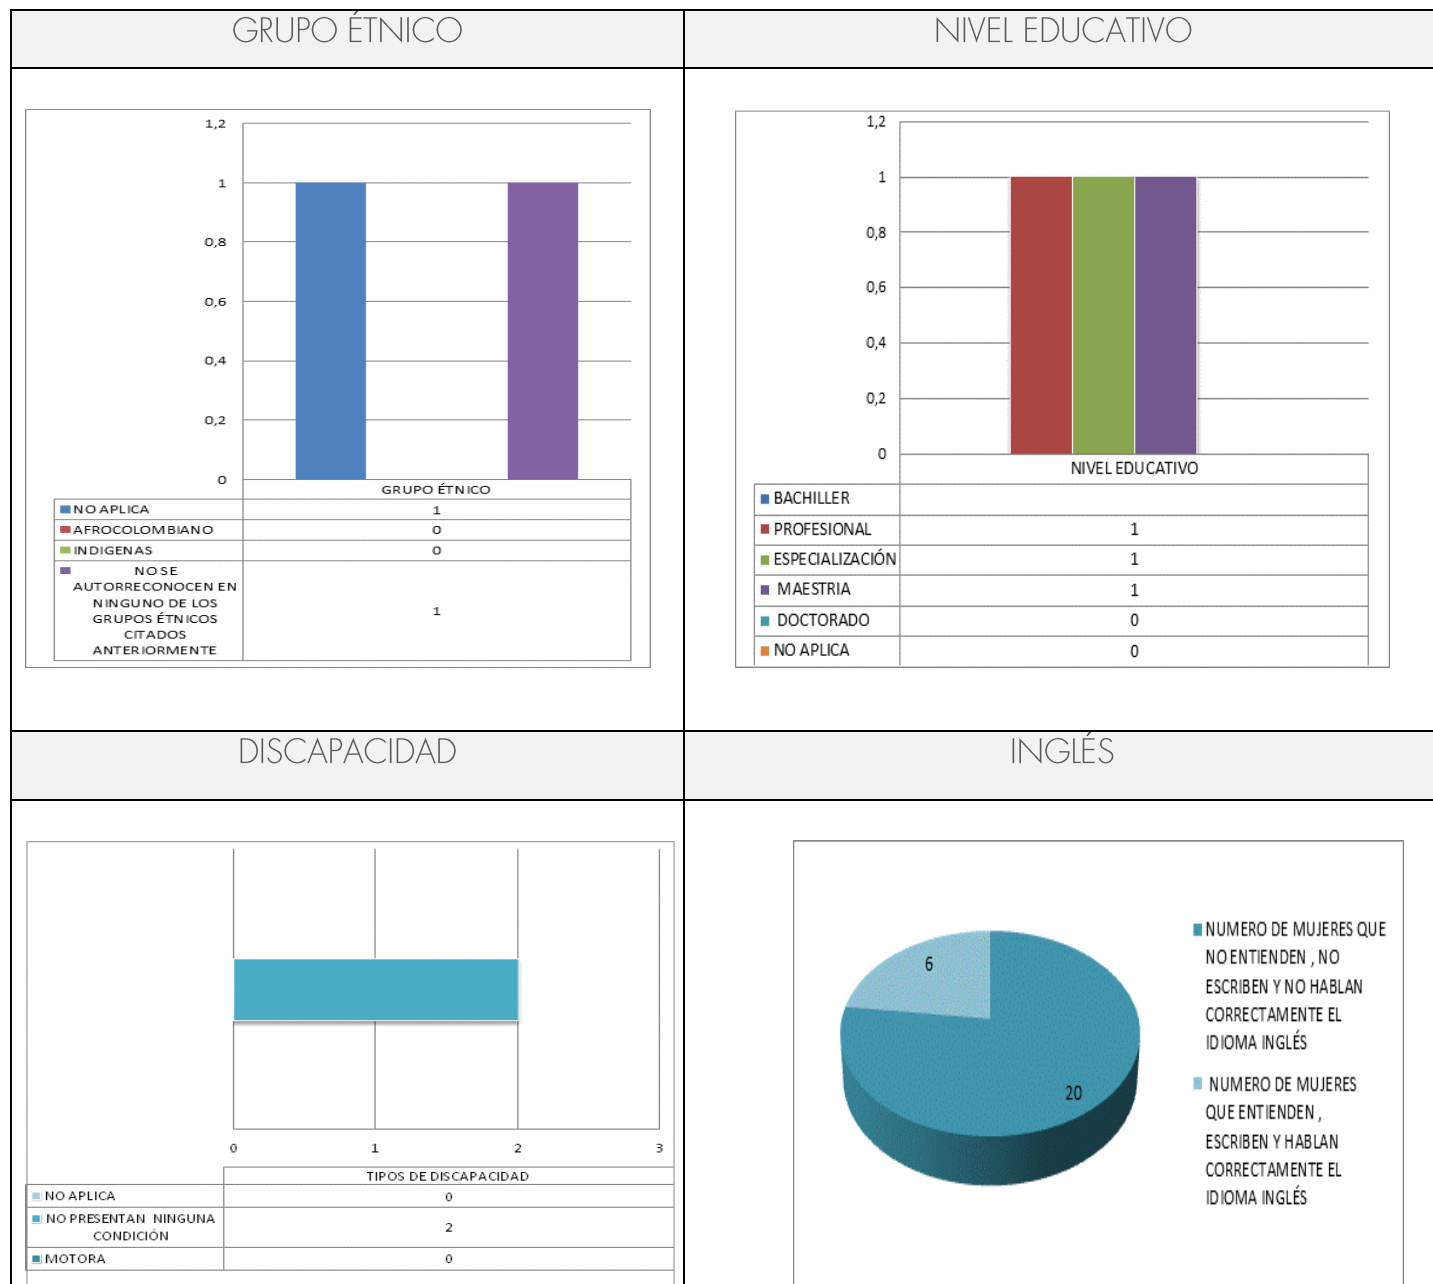 GRUPO ÉTNICO
NIVEL EDUCATIVO
1,2
1
0,8
0,6
0,4
0,2
0
GRUPO ÉTNICO
NO APLICA 1
AFROCOLOMBIANO 0
INDIGENAS 0
NO SE
AUTORRECONOCEN EN
NINGUNO DE LOS
GRUPOS ÉTNICOS
CITADOS
ANTERIORMENTE
1
1,2
1
0,8
0,6
0,4
0,2
0
NIVEL EDUCATIVO
BACHILLER
PROFESIONAL 1
ESPECIALIZACIÓN 1
MAESTRIA 1
DOCTORADO 0
NO APLICA 0
DISCAPACIDAD
INGLÉS
0 1 2 3
TIPOS DE DISCAPACIDAD
NO APLICA 0
NO PRESENTAN NINGUNA
CONDICIÓN
2
MOTORA 0
6
20
NUMERO DE MUJERES QUE
NO ENTIENDEN , NO
ESCRIBEN Y NO HABLAN
CORRECTAMENTE EL
IDIOMA INGLÉS
NUMERO DE MUJERES
QUE ENTIENDEN ,
ESCRIBEN Y HABLAN
CORRECTAMENTE EL
IDIOMA INGLÉS